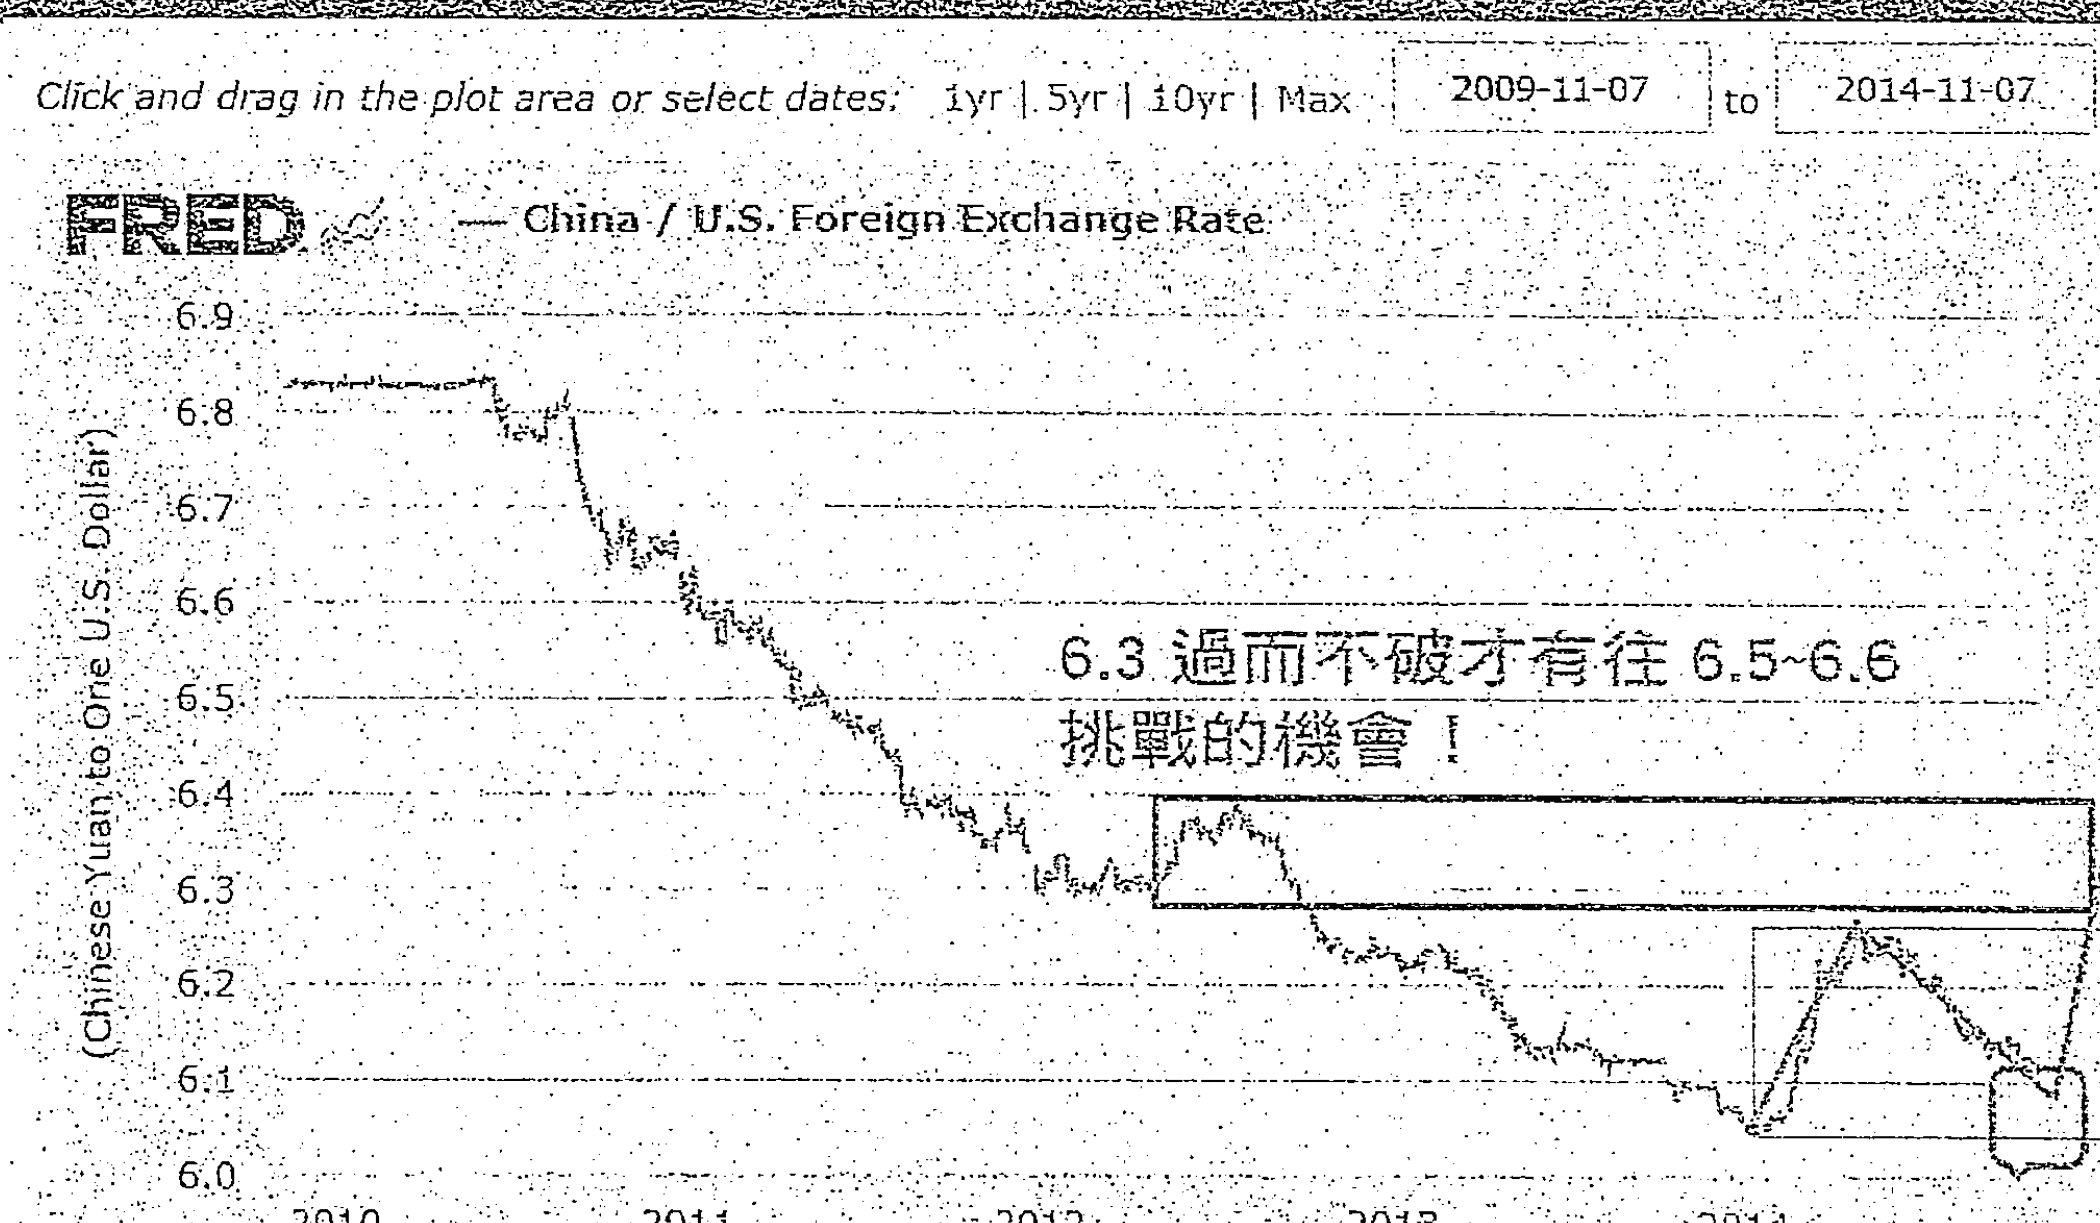 Click and drag in the plot area or select dates: 1yr | 5yr | 10yr | Max 2009-11-07 to 2014-11-07
FRED — China / U.S. Foreign Exchange Rate
(Chinese Yuan to One U.S. Dollar)
6.9
6.8
6.7
6.6
6.3 過而不破才有往 6.5~6.6
6.5
挑戰的機會！
6.4
6.3
6.2
6.1
6.0
2010 2011 2012 2013 2014